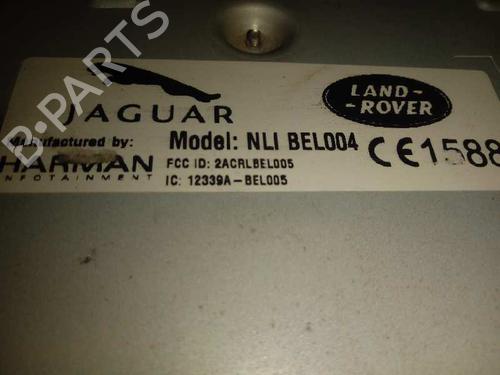 B-PARTS
JAGUAR
LAND-
-ROVER
Manufactured by:
HARMAN
INFOTAINMENT
Model: NLI BEL004
FCC ID: 2ACRLBEL005
IC: 12339A-BEL005
CE1588